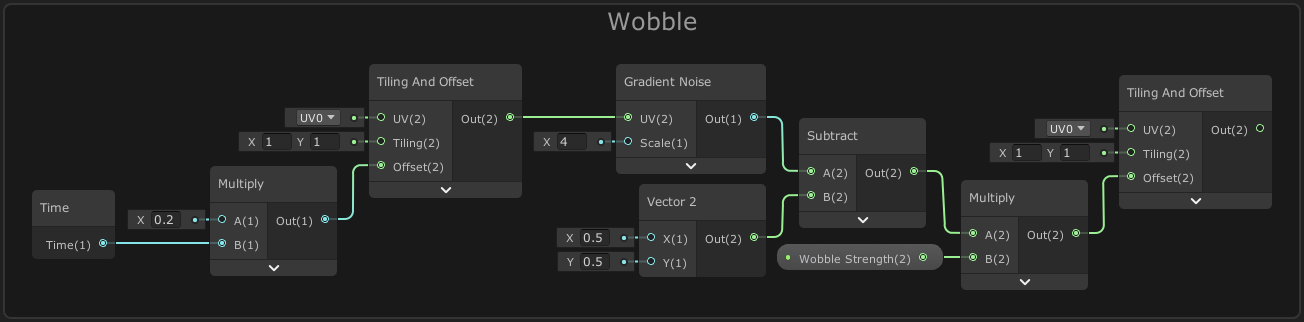 Wobble
Time
Time(1)
X 0.2
Multiply
A(1) Out(1)
B(1)
UV0
X 1 Y 1
Tiling And Offset
UV(2) Out(2)
Tiling(2)
Offset(2)
X 4
Gradient Noise
UV(2) Out(1)
Scale(1)
X 0.5
Y 0.5
Vector 2
X(1) Out(2)
Y(1)
Subtract
A(2) Out(2)
B(2)
Wobble Strength(2)
Multiply
A(2) Out(2)
B(2)
UV0
X 1 Y 1
Tiling And Offset
UV(2) Out(2)
Tiling(2)
Offset(2)